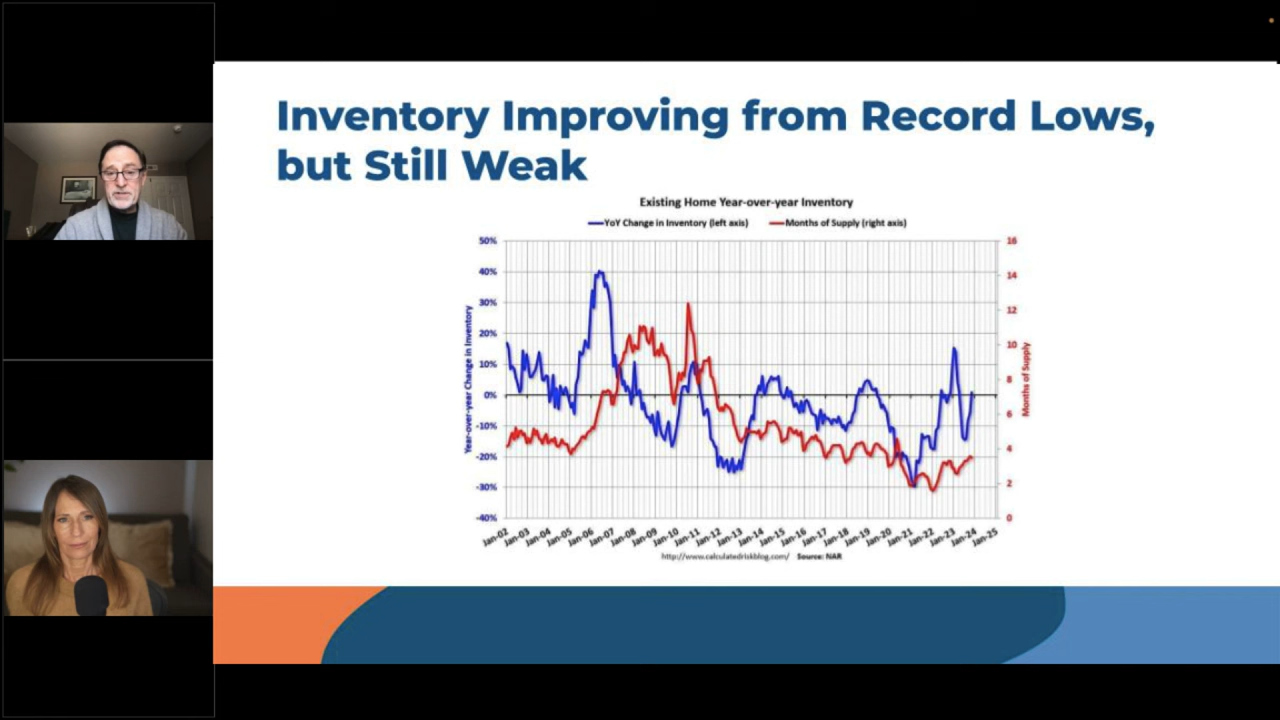 Inventory Improving from Record Lows,
but Still Weak
Existing Home Year-over-year Inventory
YoY Change in Inventory (left axis) Months of Supply (right axis)
50% 16
40% 14
30% 12
20% 10
10% 8
0% 6
-10% 4
-20% 2
-30% 0
-40%
Year-over-year Change in Inventory
Months of Supply
Jan-02 Jan-03 Jan-04 Jan-05 Jan-06 Jan-07 Jan-08 Jan-09 Jan-10 Jan-11 Jan-12 Jan-13 Jan-14 Jan-15 Jan-16 Jan-17 Jan-18 Jan-19 Jan-20 Jan-21 Jan-22 Jan-23 Jan-24 Jan-25
http://www.calculatedriskblog.com/ Source: NAR